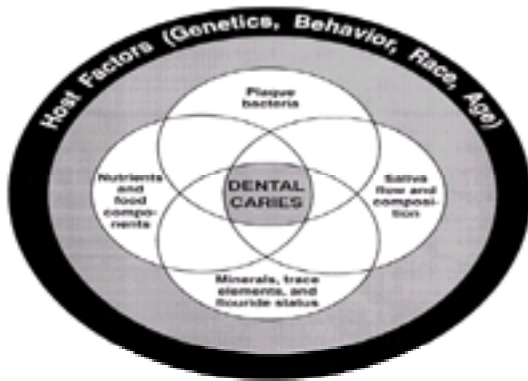 Host Factors (Genetics, Behavior, Race, Age)
Plaque
bacteria
Nutrients
and
food
compo-
nents
DENTAL
CARIES
Saliva
flow and
composi-
tion
Minerals, trace
elements, and
flouride status